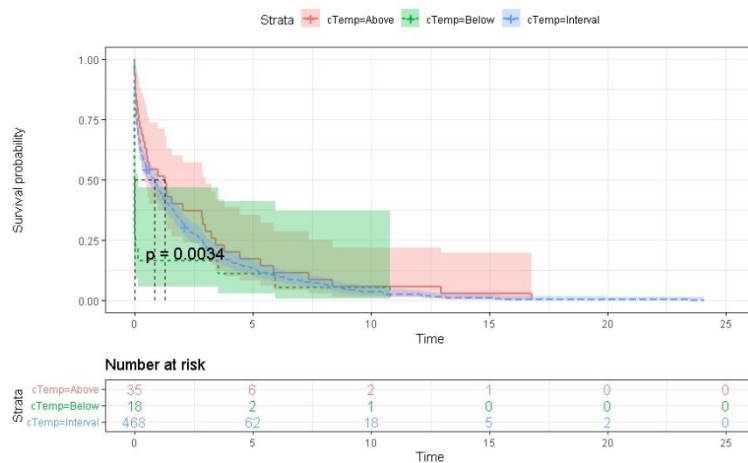 Strata cTemp=Above cTemp=Below cTemp=Interval
Survival probability
1.00
0.75
0.50
0.25
0.00
p = 0.0034
0 5 10 15 20 25
Time
Number at risk
Strata
cTemp=Above 35 6 2 1 0 0
cTemp=Below 18 2 1 0 0 0
cTemp=Interval 468 62 18 5 2 0
0 5 10 15 20 25
Time